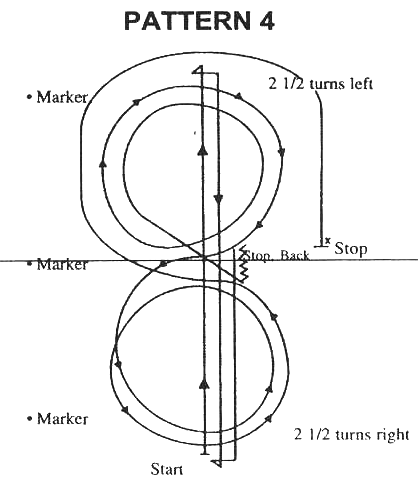 PATTERN 4
2 1/2 turns left
• Marker
x Stop
Stop, Back
• Marker
• Marker
2 1/2 turns right
Start